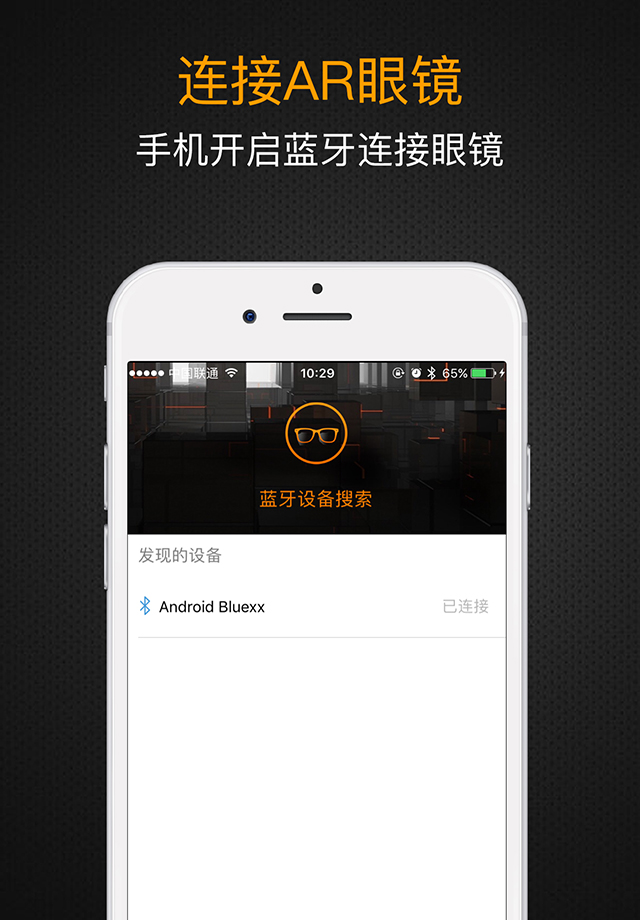 连接AR眼镜
手机开启蓝牙连接眼镜
中国联通 10:29 65%
蓝牙设备搜索
发现的设备
Android Bluexx 已连接